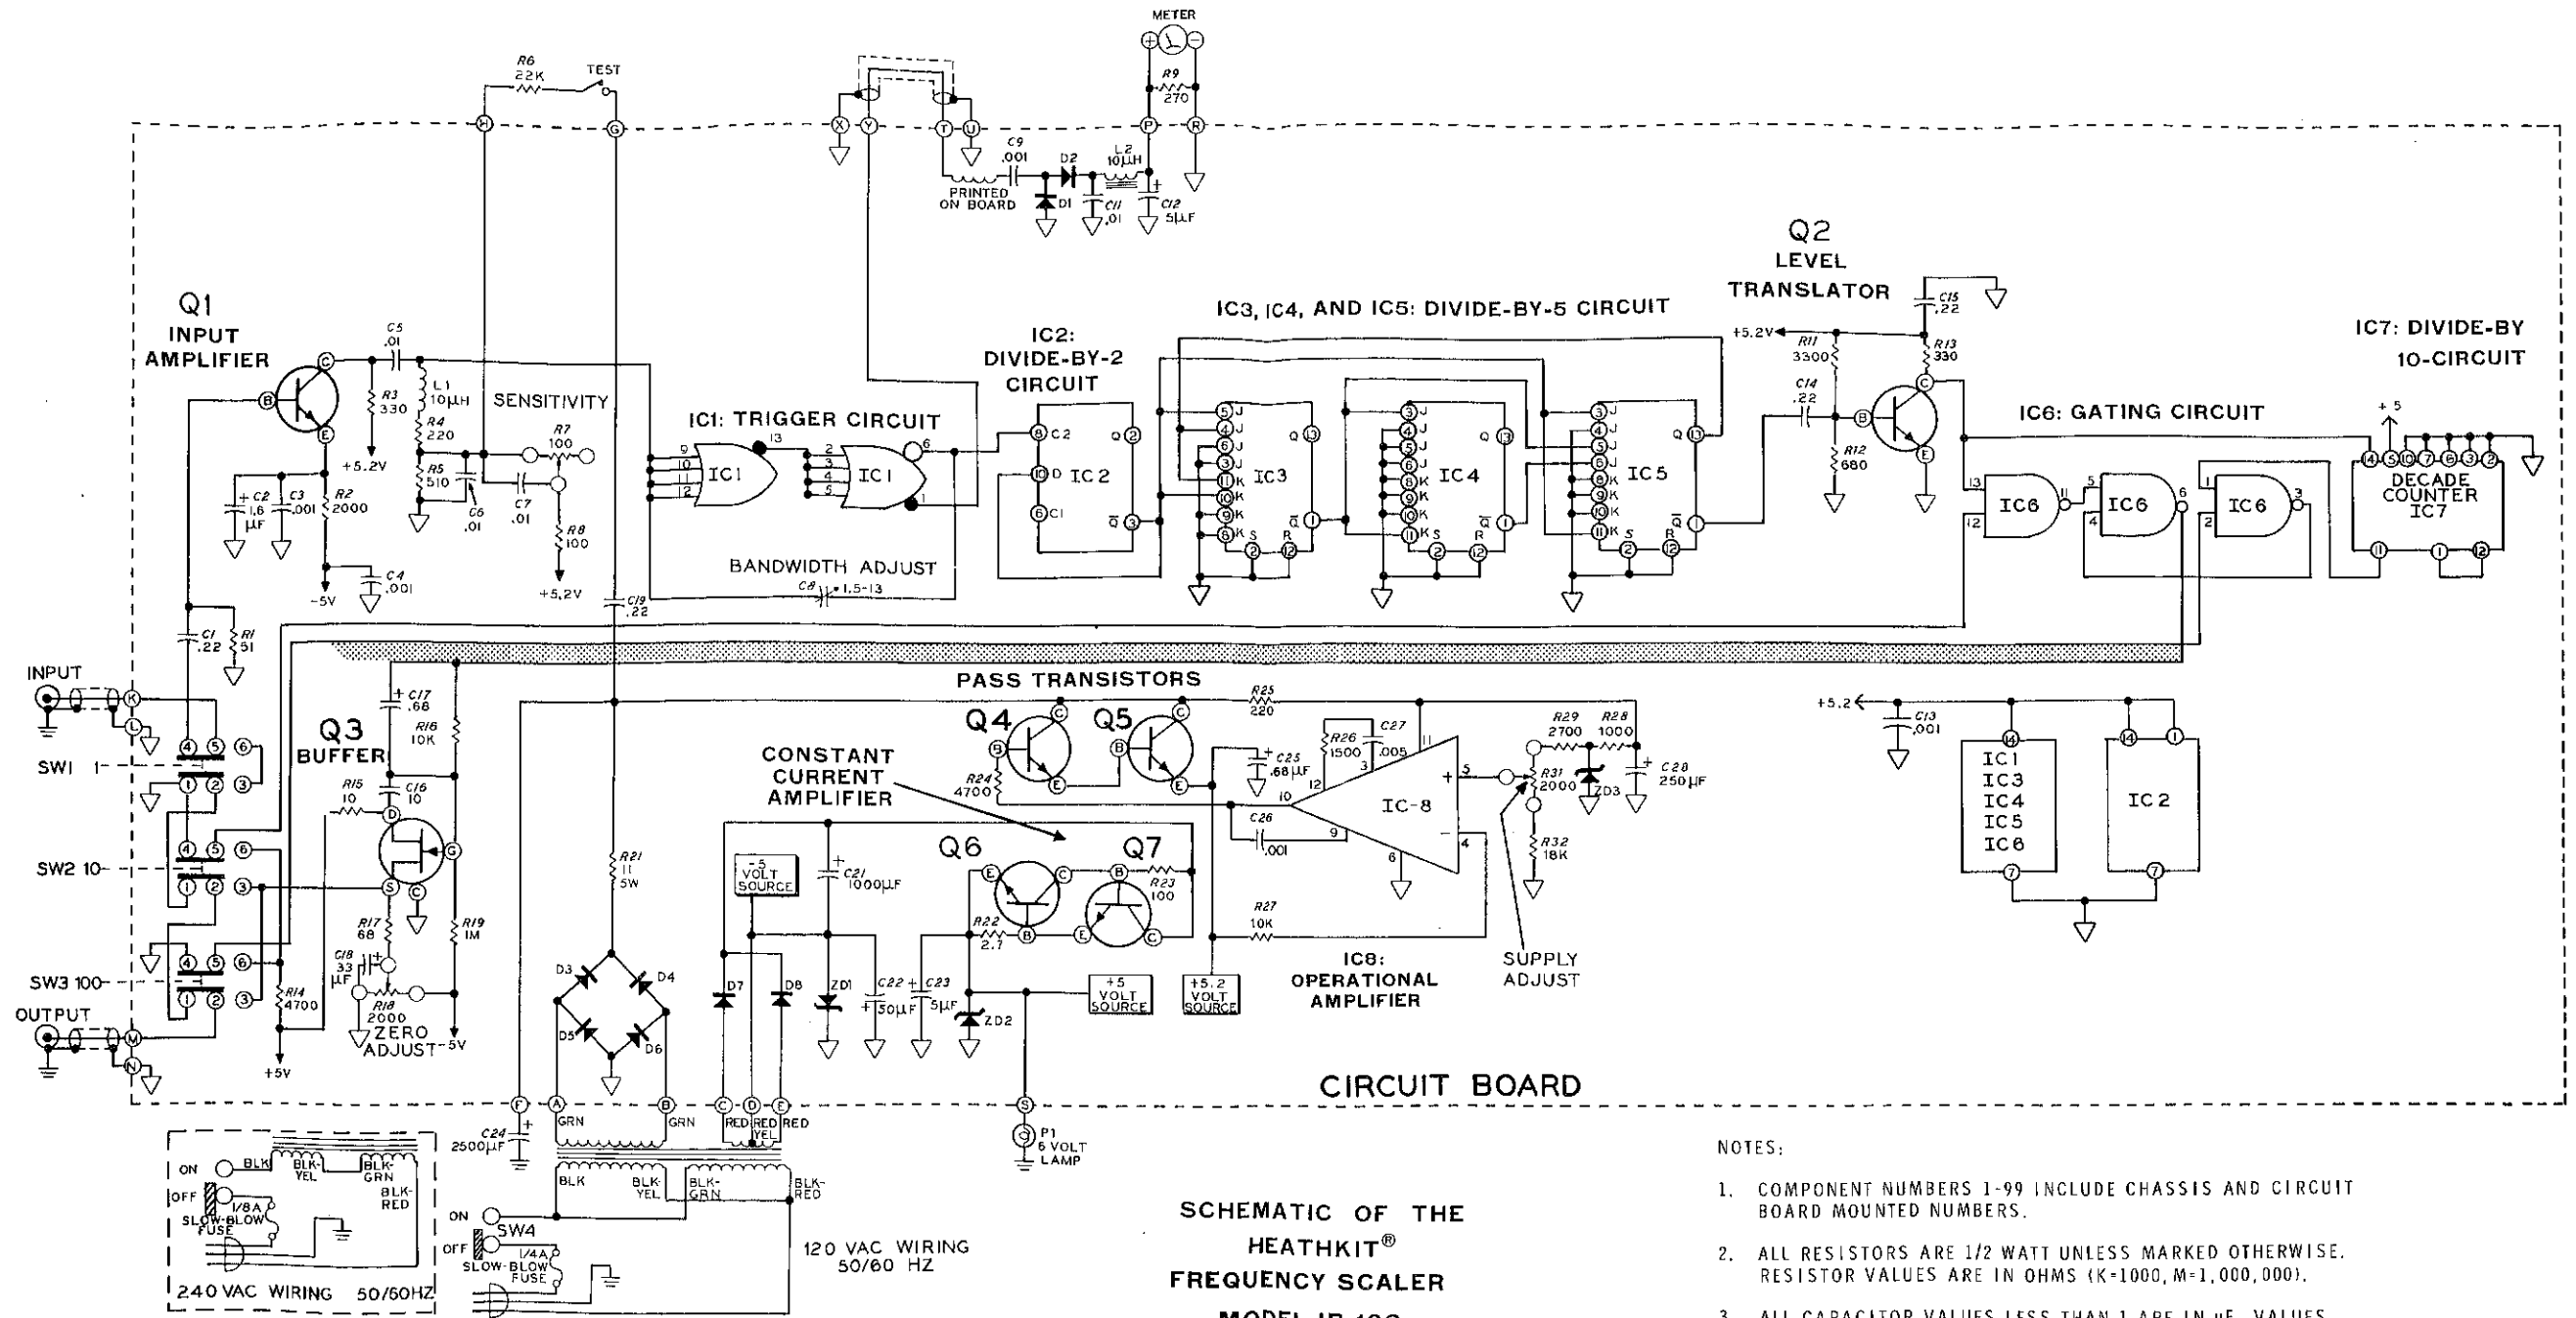 METER
+
-
R9
270
R6
22K
TEST
H
G
X
Y
T
U
P
R
C9
.001
D2
L2
10µH
PRINTED
ON BOARD
D1
C11
.01
C12
5µF
Q1
INPUT
AMPLIFIER
C5
.01
R3
330
+5.2V
L1
10µH
R4
220
R5
510
C6
.01
SENSITIVITY
R7
100
C7
.01
R8
100
+5.2V
C2
1.6
µF
C3
.001
R2
2000
-5V
C4
.001
C1
.22
R1
51
C19
.22
IC1: TRIGGER CIRCUIT
IC1
IC1
BANDWIDTH ADJUST
C8
1.5-13
IC2:
DIVIDE-BY-2
CIRCUIT
C2
D
C1
IC2
Q
Q̅
IC3, IC4, AND IC5: DIVIDE-BY-5 CIRCUIT
IC3
IC4
IC5
Q2
LEVEL
TRANSLATOR
+5.2V
C15
.22
R11
3300
R13
330
C14
.22
R12
680
IC6: GATING CIRCUIT
IC6
IC6
IC6
IC7: DIVIDE-BY
10-CIRCUIT
+5
DECADE
COUNTER
IC7
INPUT
K
L
SW1 1
SW2 10
SW3 100
OUTPUT
M
N
Q3
BUFFER
C17
.68
R16
10K
R15
10
C16
10
R17
68
R19
1M
C18
33
µF
R18
2000
ZERO
ADJUST
-5V
R14
4700
+5V
PASS TRANSISTORS
Q4
Q5
R24
4700
R25
220
C25
.68µF
R26
1500
C27
.005
C26
.001
IC-8
R29
2700
R28
1000
R31
2000
ZD3
C28
250µF
R32
18K
SUPPLY
ADJUST
CONSTANT
CURRENT
AMPLIFIER
Q6
Q7
R23
100
R22
2.7
R27
10K
IC8:
OPERATIONAL
AMPLIFIER
R21
11
5W
-5
VOLT
SOURCE
C21
1000µF
D3
D4
D5
D6
D7
D8
ZD1
C22
50µF
C23
5µF
ZD2
+5
VOLT
SOURCE
+5.2
VOLT
SOURCE
+5.2
C13
.001
IC1
IC3
IC4
IC5
IC6
IC2
CIRCUIT BOARD
F
A
B
C
D
E
S
GRN
GRN
RED
RED
YEL
RED
C24
2500µF
P1
6 VOLT
LAMP
BLK
BLK-
YEL
BLK-
GRN
BLK-
RED
ON
SW4
OFF
1/4A
SLOW-BLOW
FUSE
120 VAC WIRING
50/60 HZ
ON
BLK
BLK-
YEL
BLK-
GRN
BLK-
RED
OFF
1/8A
SLOW-BLOW
FUSE
240 VAC WIRING 50/60HZ
SCHEMATIC OF THE
HEATHKIT®
FREQUENCY SCALER
NOTES:
1. COMPONENT NUMBERS 1-99 INCLUDE CHASSIS AND CIRCUIT
BOARD MOUNTED NUMBERS.
2. ALL RESISTORS ARE 1/2 WATT UNLESS MARKED OTHERWISE.
RESISTOR VALUES ARE IN OHMS (K=1000, M=1,000,000).
3. ALL CAPACITOR VALUES LESS THAN 1 ARE IN µF. VALUES